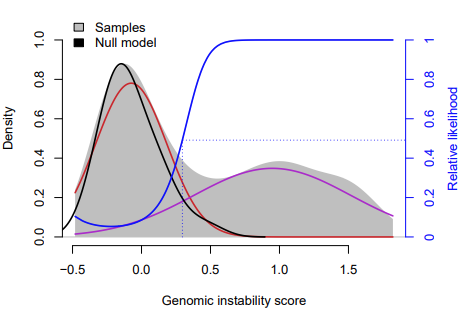 Samples
Null model
Density
0.0 0.2 0.4 0.6 0.8 1.0
Relative likelihood
0 0.2 0.4 0.6 0.8 1
−0.5 0.0 0.5 1.0 1.5
Genomic instability score